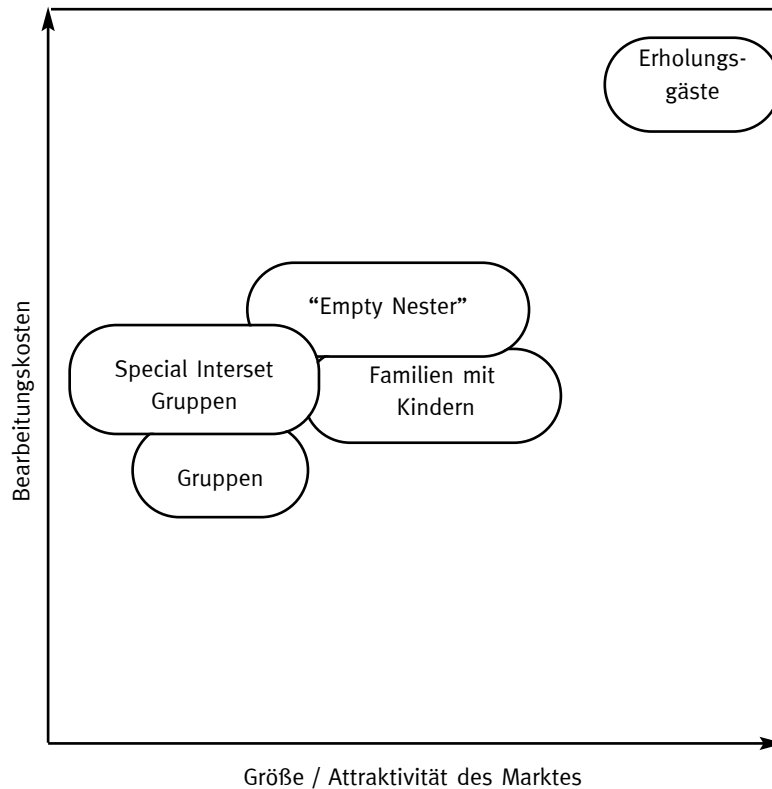 Erholungs-
gäste
“Empty Nester”
Special Interset
Gruppen
Familien mit
Kindern
Gruppen
Bearbeitungskosten
Größe / Attraktivität des Marktes